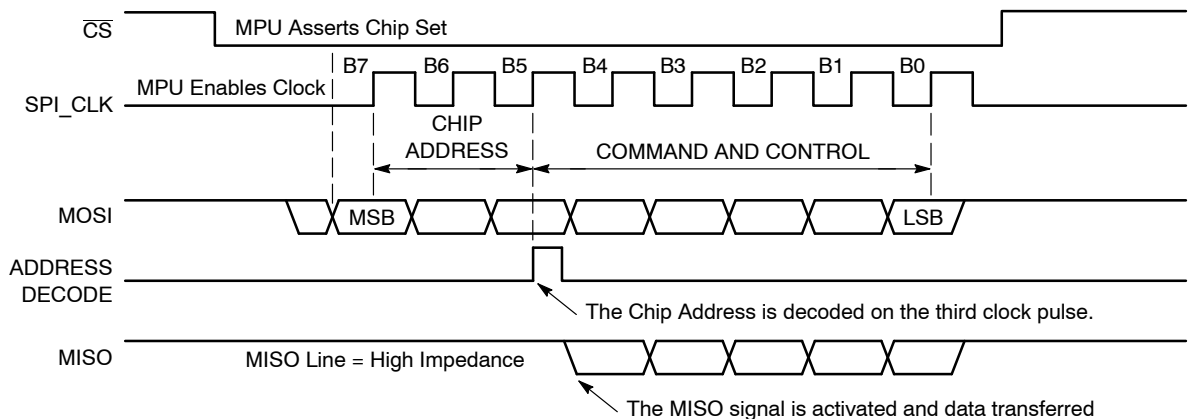 CS
MPU Asserts Chip Set
B7 B6 B5 B4 B3 B2 B1 B0
MPU Enables Clock
SPI_CLK
CHIP
ADDRESS
COMMAND AND CONTROL
MOSI
MSB
LSB
ADDRESS
DECODE
The Chip Address is decoded on the third clock pulse.
MISO
MISO Line = High Impedance
The MISO signal is activated and data transferred